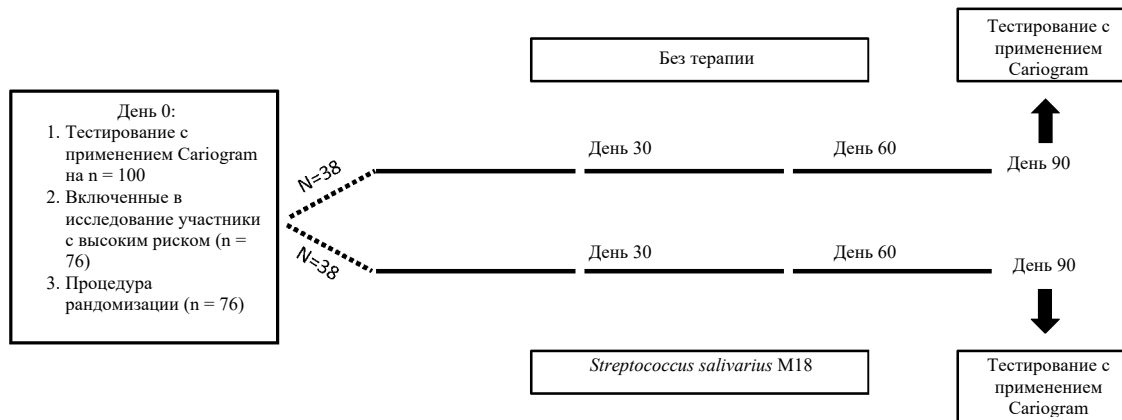 День 0:
1. Тестирование с
применением Cariogram
на n = 100
2. Включенные в
исследование участники
с высоким риском (n =
76)
3. Процедура
рандомизации (n = 76)
N=38
N=38
Без терапии
День 30
День 60
День 90
Тестирование с
применением
Cariogram
День 30
День 60
День 90
Streptococcus salivarius M18
Тестирование с
применением
Cariogram